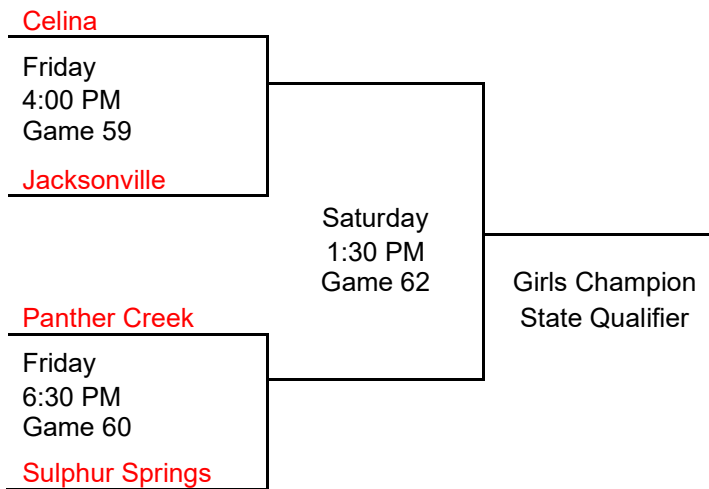 Celina
Friday
4:00 PM
Game 59
Jacksonville
Saturday
1:30 PM
Game 62
Girls Champion
State Qualifier
Panther Creek
Friday
6:30 PM
Game 60
Sulphur Springs